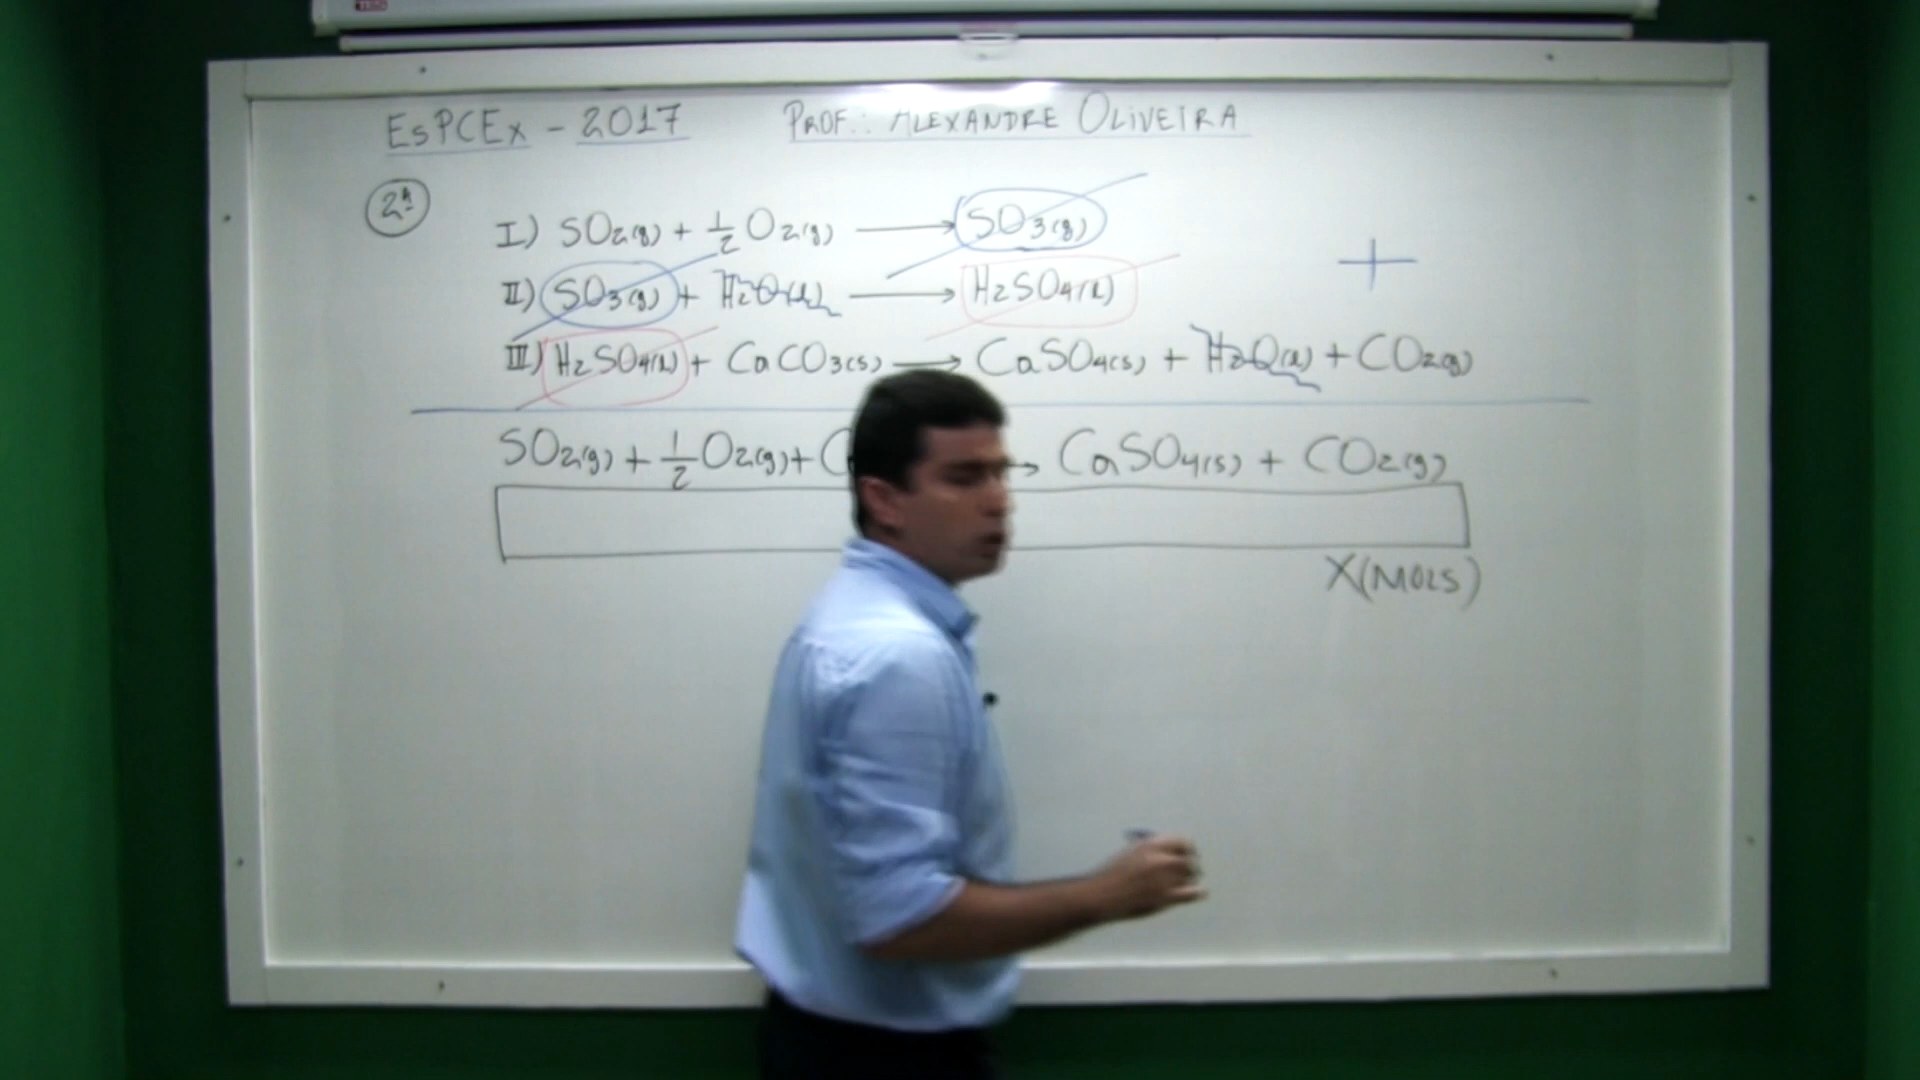 EsPCEx - 2017 PROF.: ALEXANDRE OLIVEIRA
2ª
I) SO2(g) + 1/2 O2(g) → SO3(g)
II) SO3(g) + H2O(l) → H2SO4(l)
+
III) H2SO4(l) + CaCO3(s) → CaSO4(s) + H2O(l) + CO2(g)
SO2(g) + 1/2 O2(g) + C → CaSO4(s) + CO2(g)
X(MOLS)